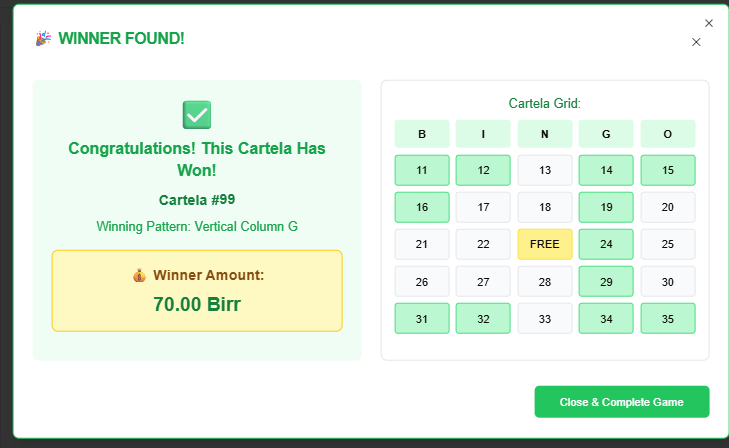 WINNER FOUND!
Congratulations! This Cartela Has
Won!
Cartela #99
Winning Pattern: Vertical Column G
Winner Amount:
70.00 Birr
Cartela Grid:
B I N G O
11 12 13 14 15
16 17 18 19 20
21 22 FREE 24 25
26 27 28 29 30
31 32 33 34 35
Close & Complete Game